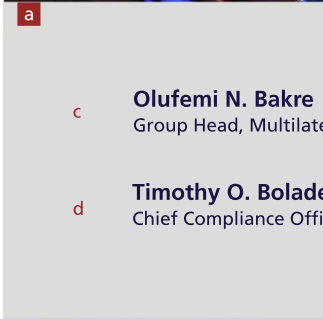 a
c
Olufemi N. Bakre
Group Head, Multilate
d
Timothy O. Bolade
Chief Compliance Offi